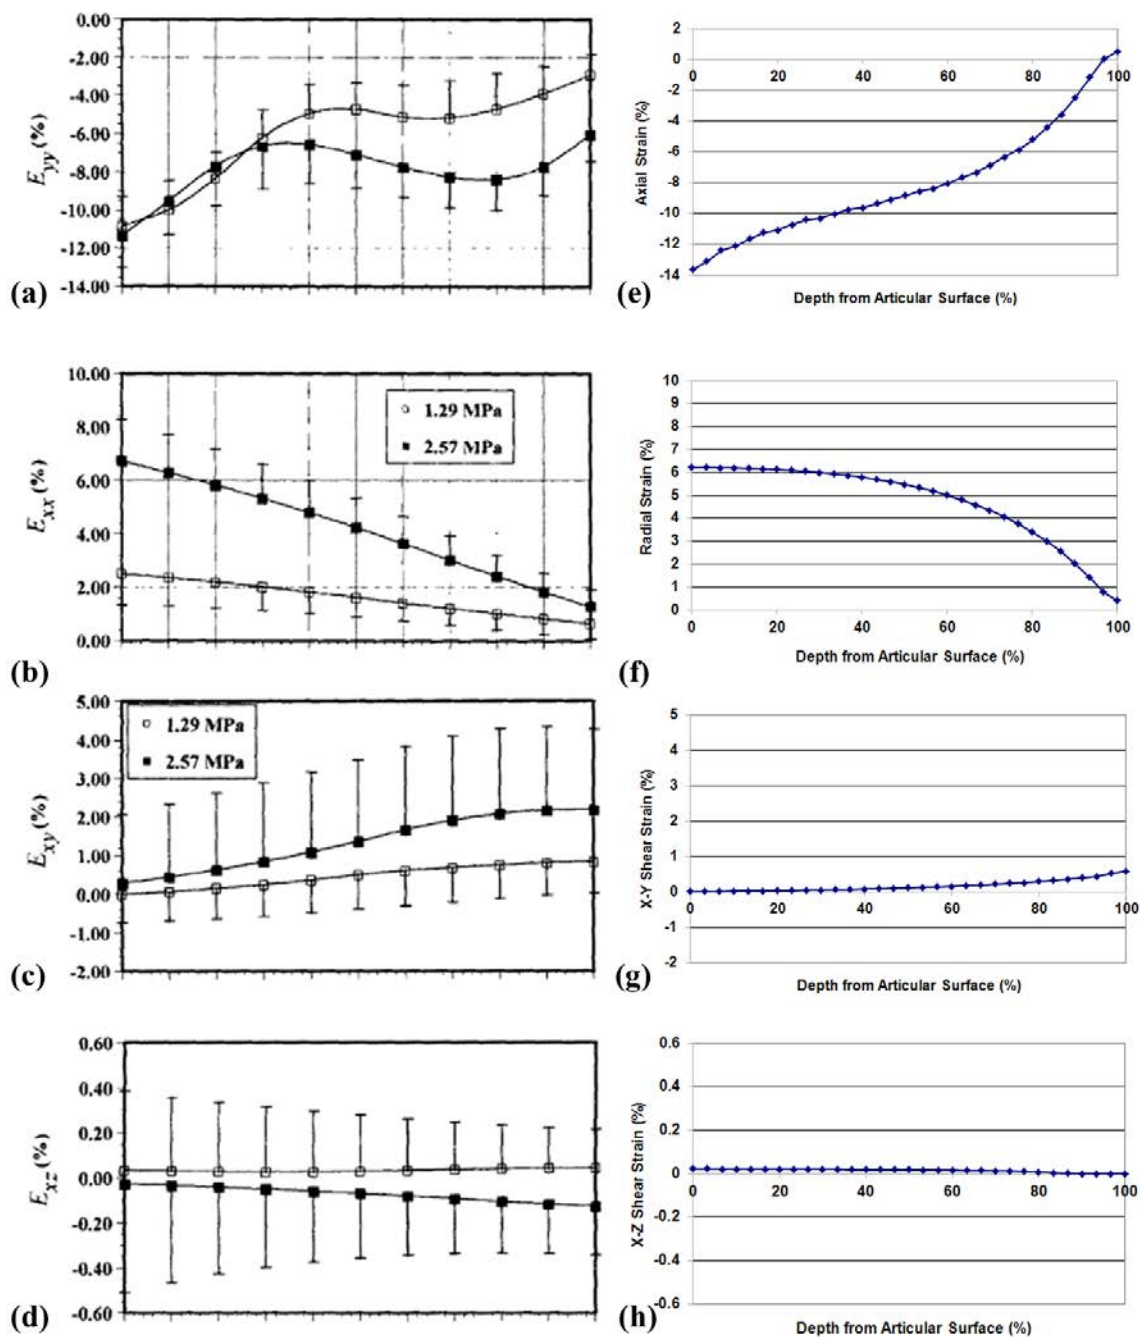 0.00
-2.00
-4.00
-6.00
-8.00
-10.00
-12.00
-14.00
Eyy (%)
(a)
2
0
-2
-4
-6
-8
-10
-12
-14
0 20 40 60 80 100
Axial Strain (%)
Depth from Articular Surface (%)
(e)
10.00
8.00
6.00
4.00
2.00
0.00
Exx (%)
1.29 MPa
2.57 MPa
(b)
10
9
8
7
6
5
4
3
2
1
0
0 20 40 60 80 100
Radial Strain (%)
Depth from Articular Surface (%)
(f)
5.00
4.00
3.00
2.00
1.00
0.00
-1.00
-2.00
Exy (%)
1.29 MPa
2.57 MPa
(c)
5
4
3
2
1
0
-1
-2
0 20 40 60 80 100
X-Y Shear Strain (%)
Depth from Articular Surface (%)
(g)
0.60
0.40
0.20
0.00
-0.20
-0.40
-0.60
Exz (%)
(d)
0.6
0.4
0.2
0
-0.2
-0.4
-0.6
0 20 40 60 80 100
X-Z Shear Strain (%)
Depth from Articular Surface (%)
(h)